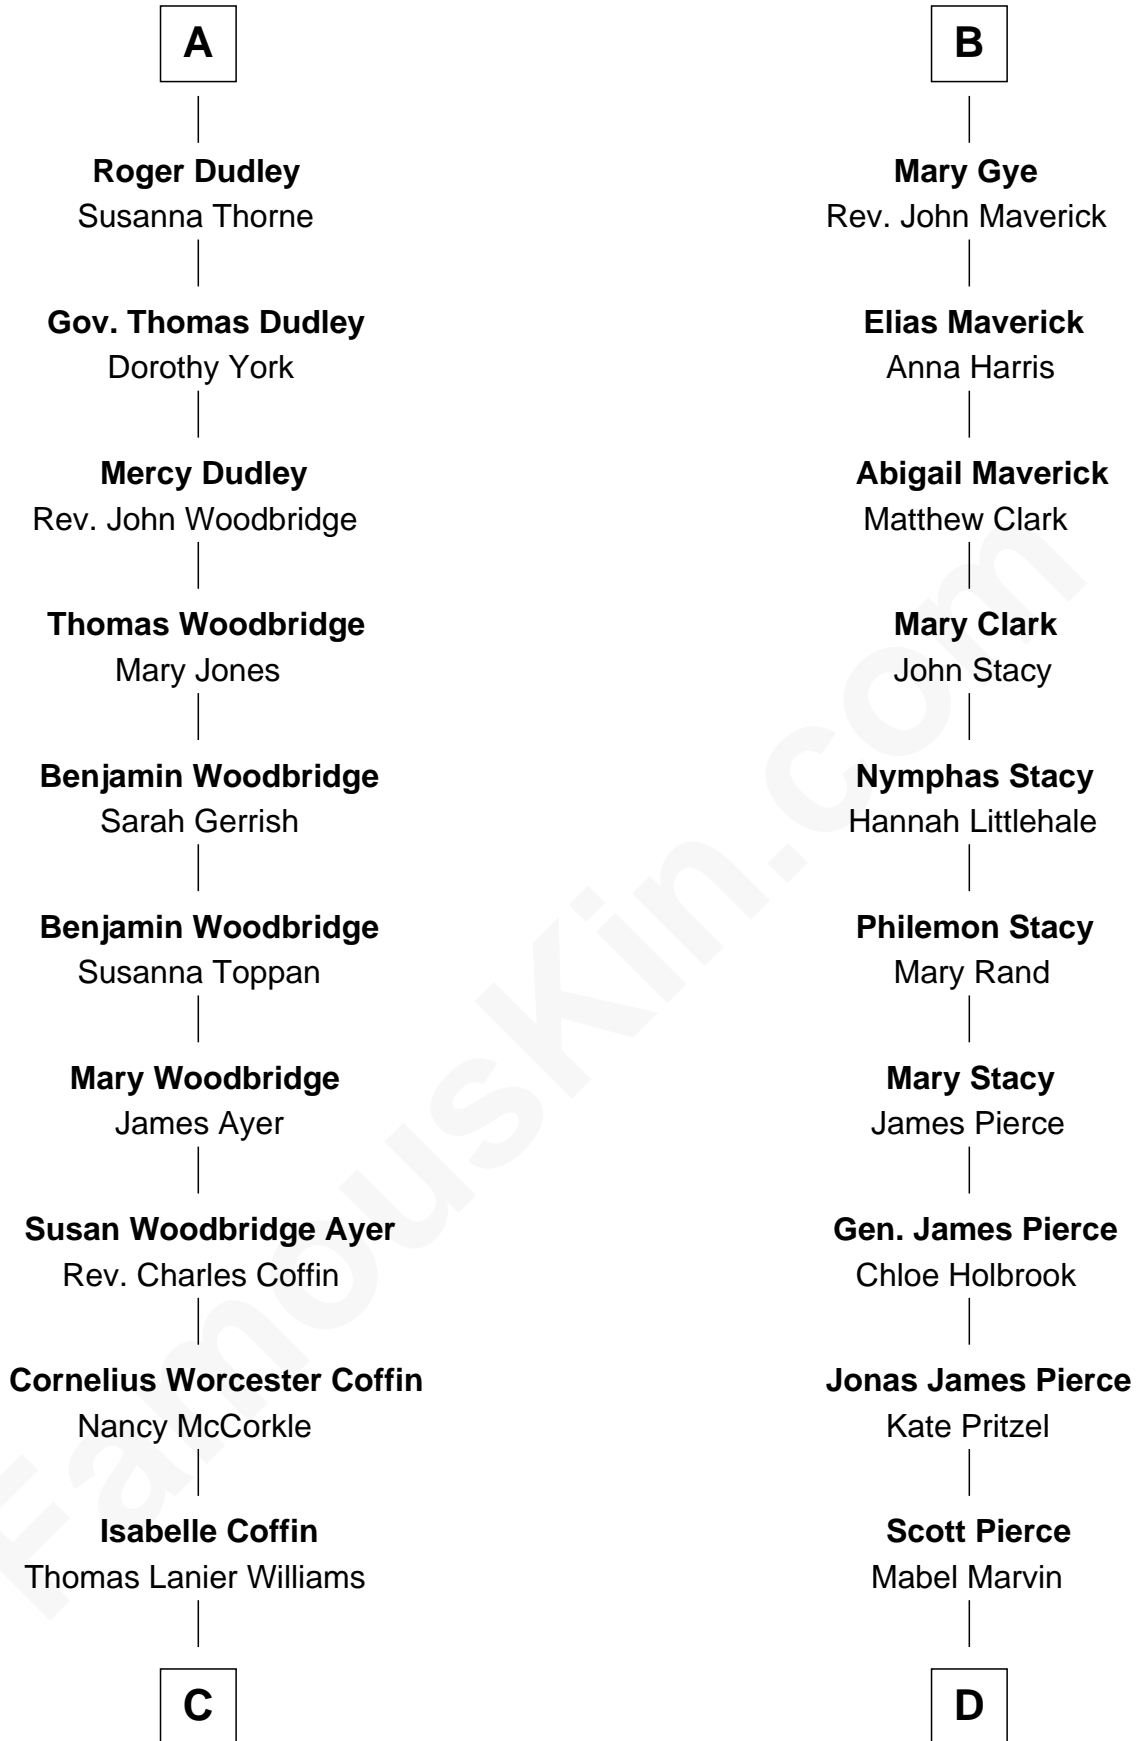 A
Roger Dudley
Susanna Thorne
Gov. Thomas Dudley
Dorothy York
Mercy Dudley
Rev. John Woodbridge
Thomas Woodbridge
Mary Jones
Benjamin Woodbridge
Sarah Gerrish
Benjamin Woodbridge
Susanna Toppan
Mary Woodbridge
James Ayer
Susan Woodbridge Ayer
Rev. Charles Coffin
Cornelius Worcester Coffin
Nancy McCorkle
Isabelle Coffin
Thomas Lanier Williams
C
B
Mary Gye
Rev. John Maverick
Elias Maverick
Anna Harris
Abigail Maverick
Matthew Clark
Mary Clark
John Stacy
Nymphas Stacy
Hannah Littlehale
Philemon Stacy
Mary Rand
Mary Stacy
James Pierce
Gen. James Pierce
Chloe Holbrook
Jonas James Pierce
Kate Pritzel
Scott Pierce
Mabel Marvin
D
FamousKin.com